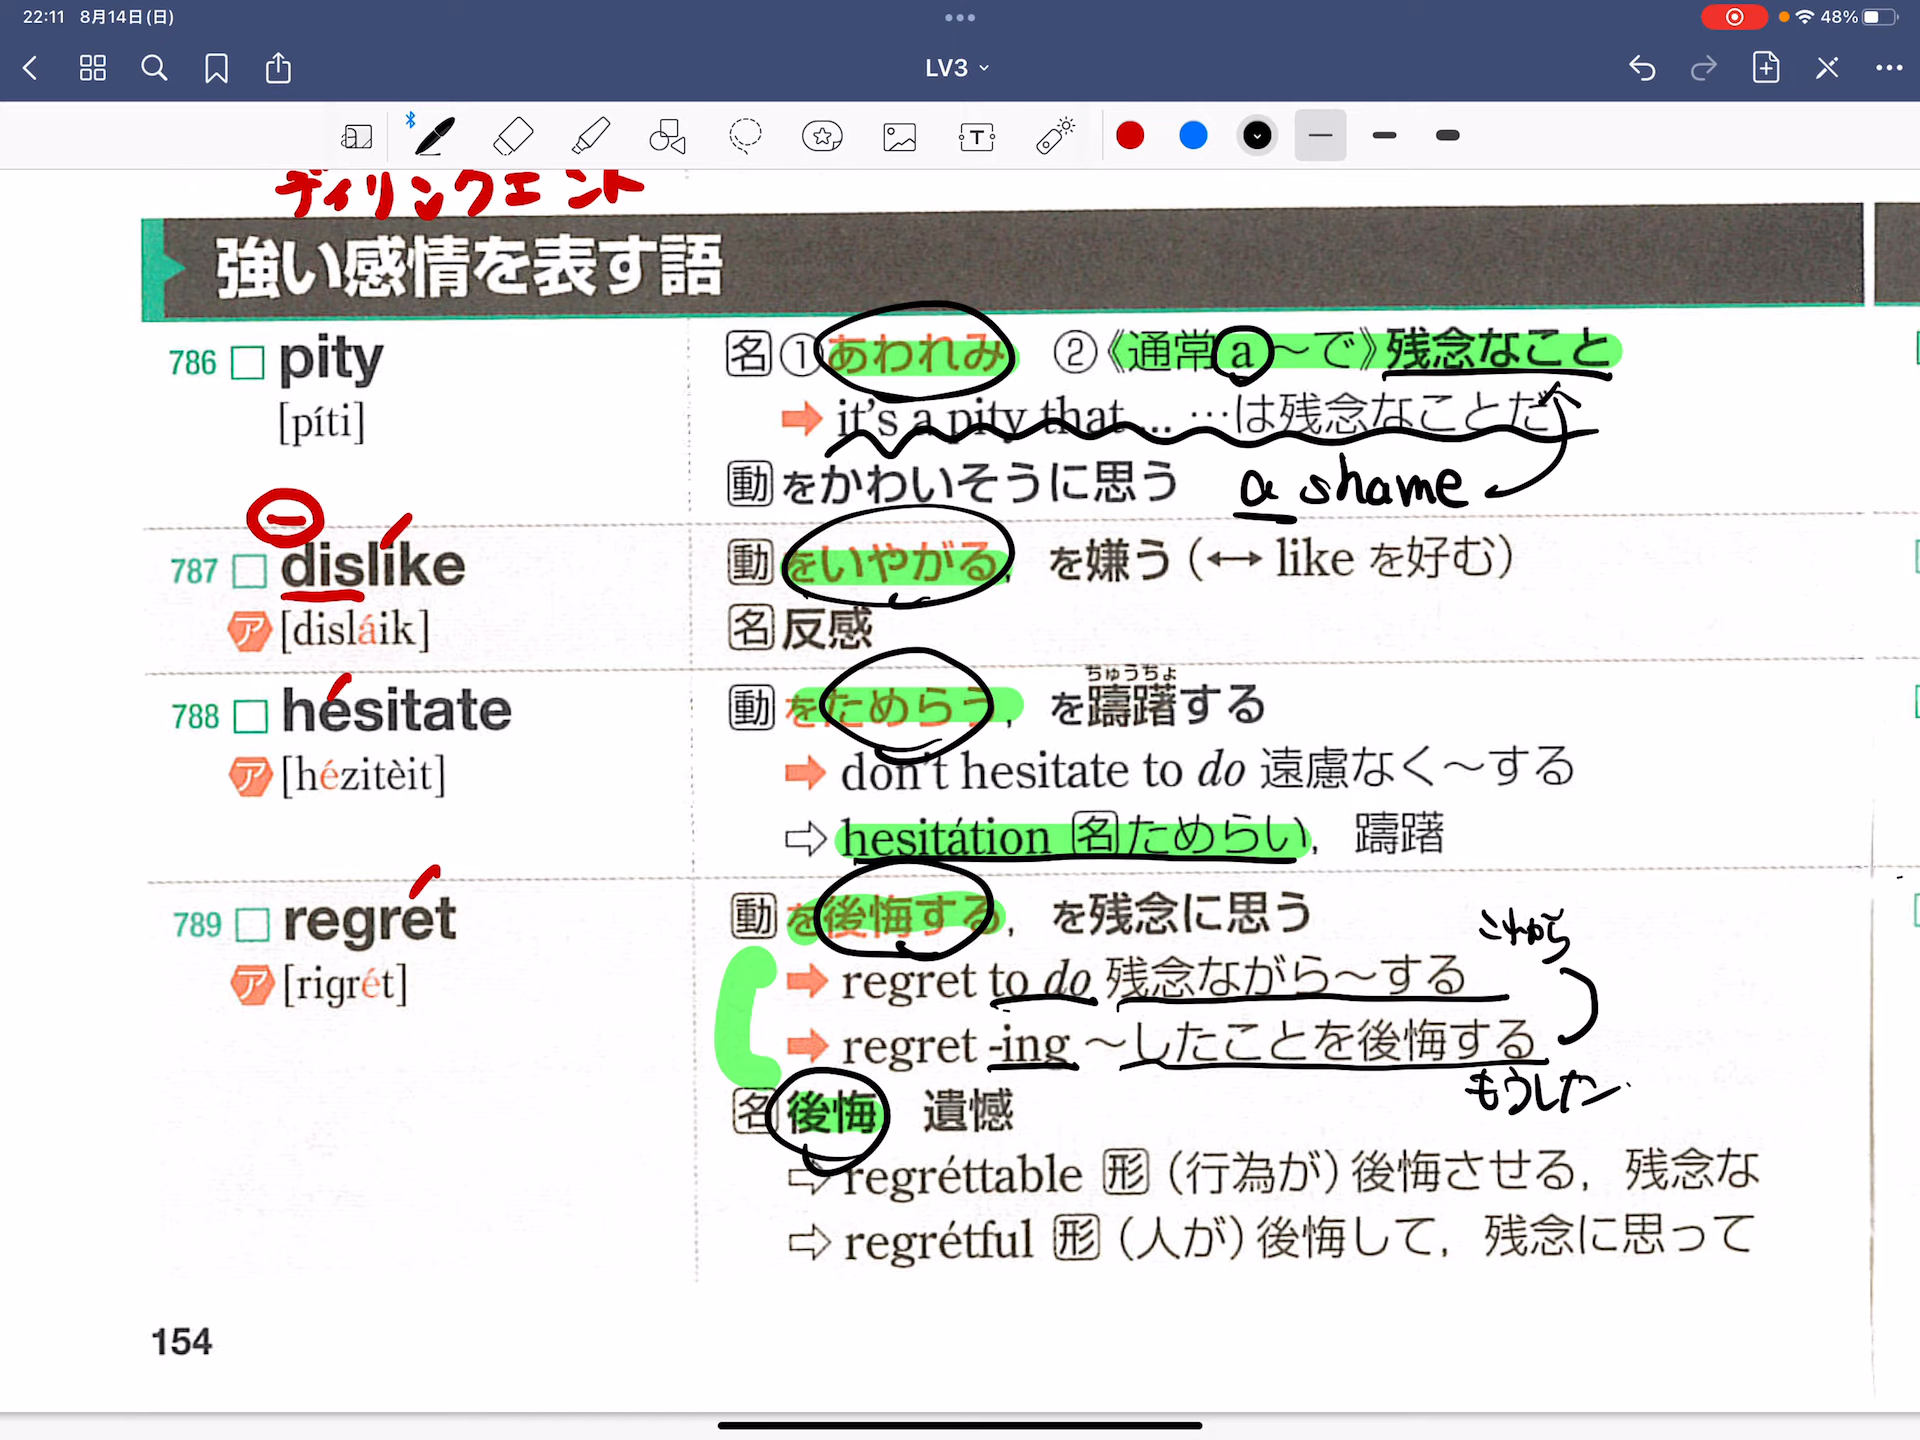 22:11 8月14日(日)
48%
LV3
ディリンクエント
強い感情を表す語
786 pity
名 ①あわれみ ②《通常 a ～で》残念なこと
[píti]
it's a pity that ... …は残念なことだ
動 をかわいそうに思う a shame
787 dislike
動 をいやがる, を嫌う (↔ like を好む)
ア [disláik]
名 反感
ちゅうちょ
788 hesitate
動 をためらう, を躊躇する
ア [hézitèit]
don't hesitate to do 遠慮なく～する
hesitátion 名 ためらい, 躊躇
789 regret
動 を後悔する, を残念に思う
これから
ア [rigrét]
regret to do 残念ながら～する
regret -ing ～したことを後悔する
もうした
名 後悔 遺憾
regréttable 形 (行為が) 後悔させる, 残念な
regrétful 形 (人が) 後悔して, 残念に思って
154